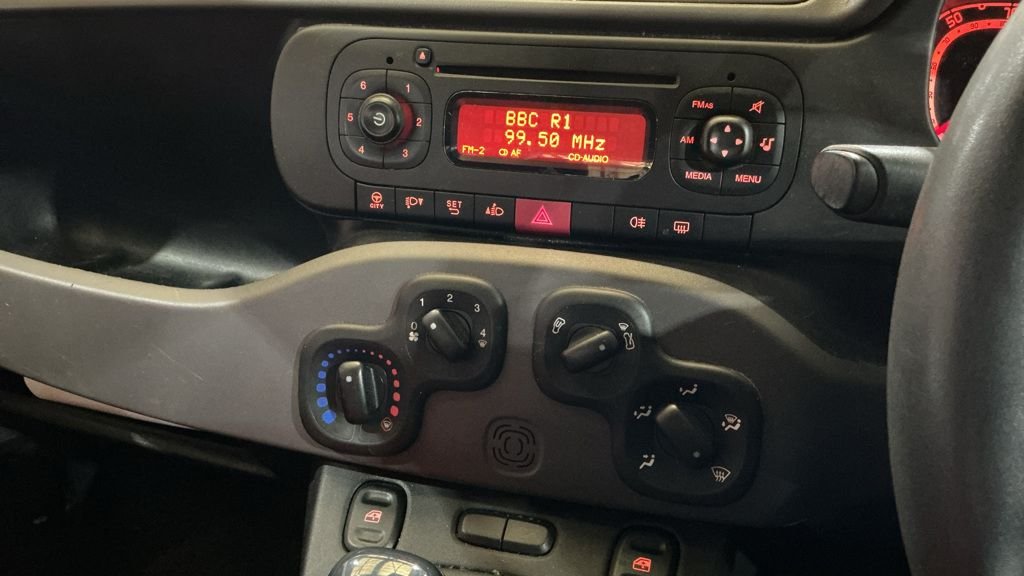 6 1
5 2
4 3
BBC R1
99.50 MHz
FM-2 AF CD-AUDIO
FMAS
AM
MEDIA MENU
CITY
SET
50
0 1 2 3 4